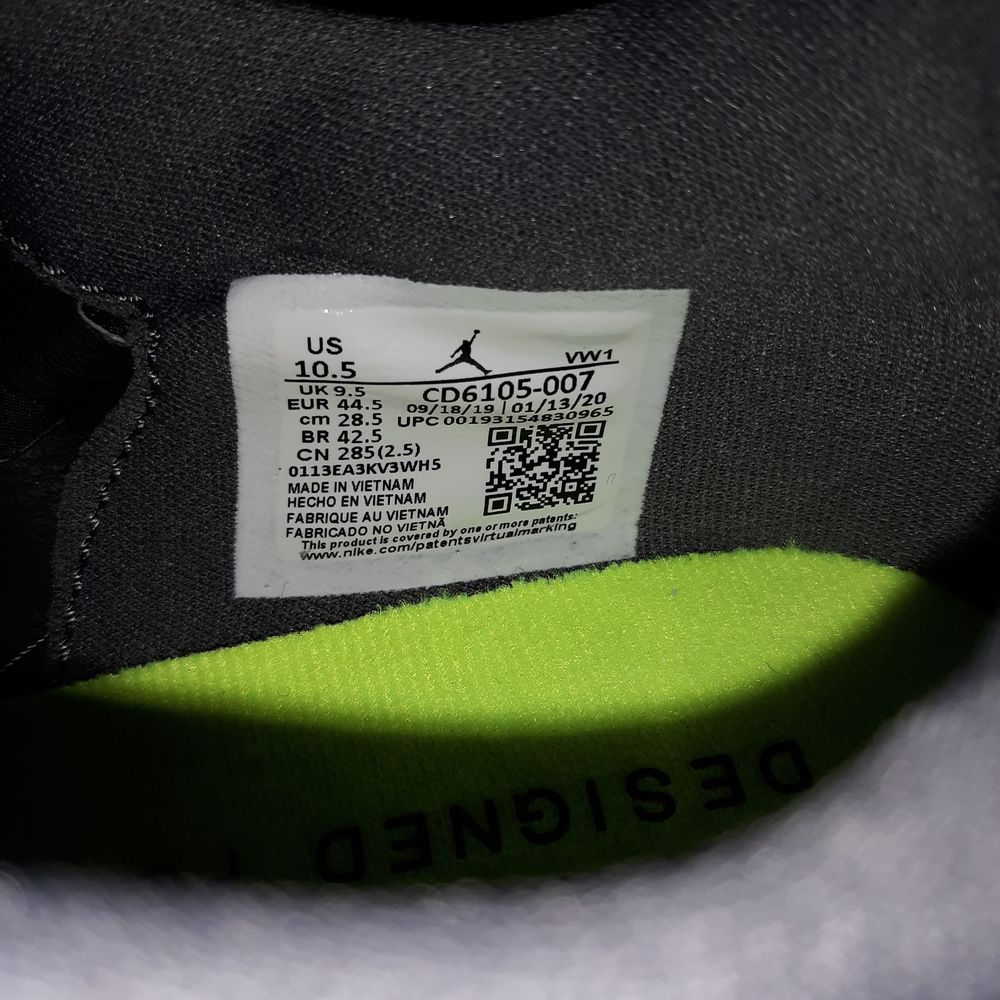 US
10.5
VW1
UK 9.5
CD6105-007
EUR 44.5
09/18/19 | 01/13/20
cm 28.5
UPC 00193154830965
BR 42.5
CN 285(2.5)
0113EA3KV3WH5
MADE IN VIETNAM
HECHO EN VIETNAM
FABRIQUE AU VIETNAM
FABRICADO NO VIETNÃ
This product is covered by one or more patents:
www.nike.com/patentsvirtualmarking
DESIGNED